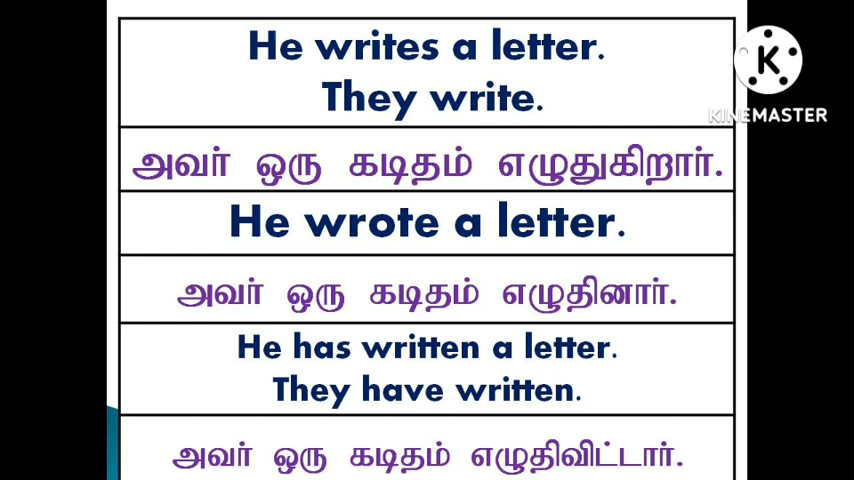 He writes a letter.
They write.
அவர் ஒரு கடிதம் எழுதுகிறார்.
He wrote a letter.
அவர் ஒரு கடிதம் எழுதினார்.
He has written a letter.
They have written.
அவர் ஒரு கடிதம் எழுதிவிட்டார்.
K
KINEMASTER